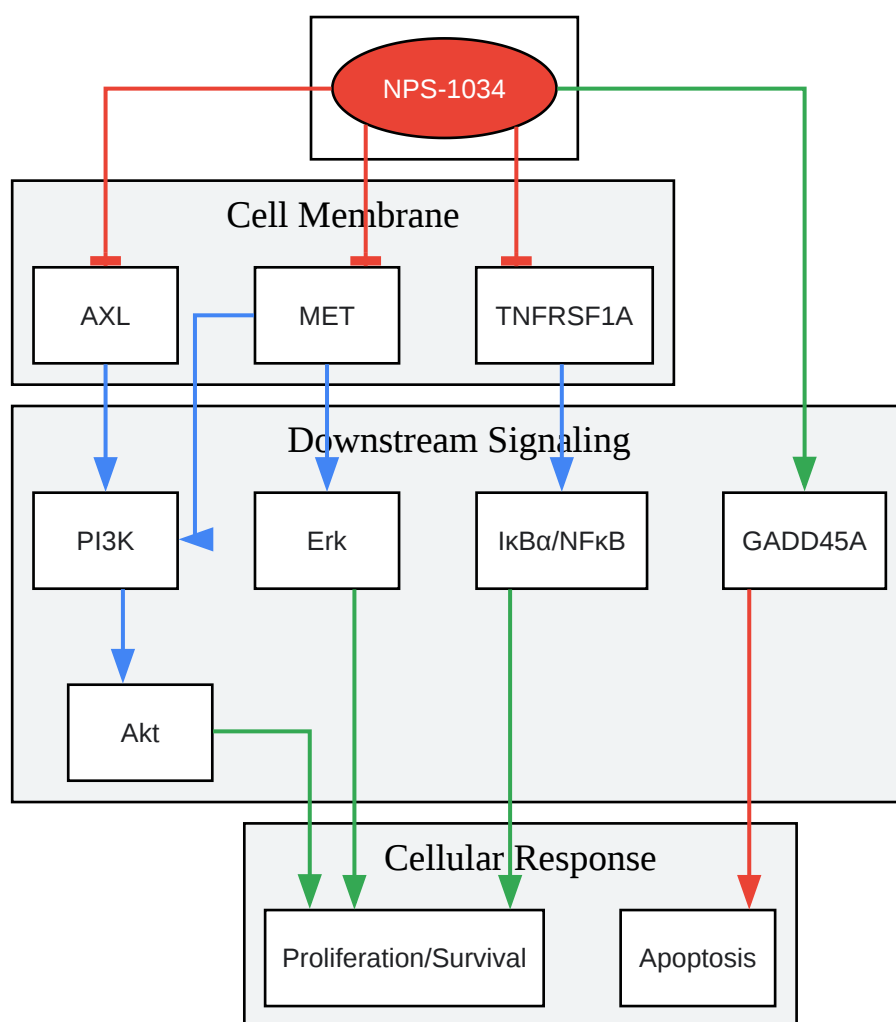 NPS-1034
Cell Membrane
AXL
MET
TNFRSF1A
Downstream Signaling
PI3K
Erk
IκBα/NFκB
GADD45A
Akt
Cellular Response
Proliferation/Survival
Apoptosis